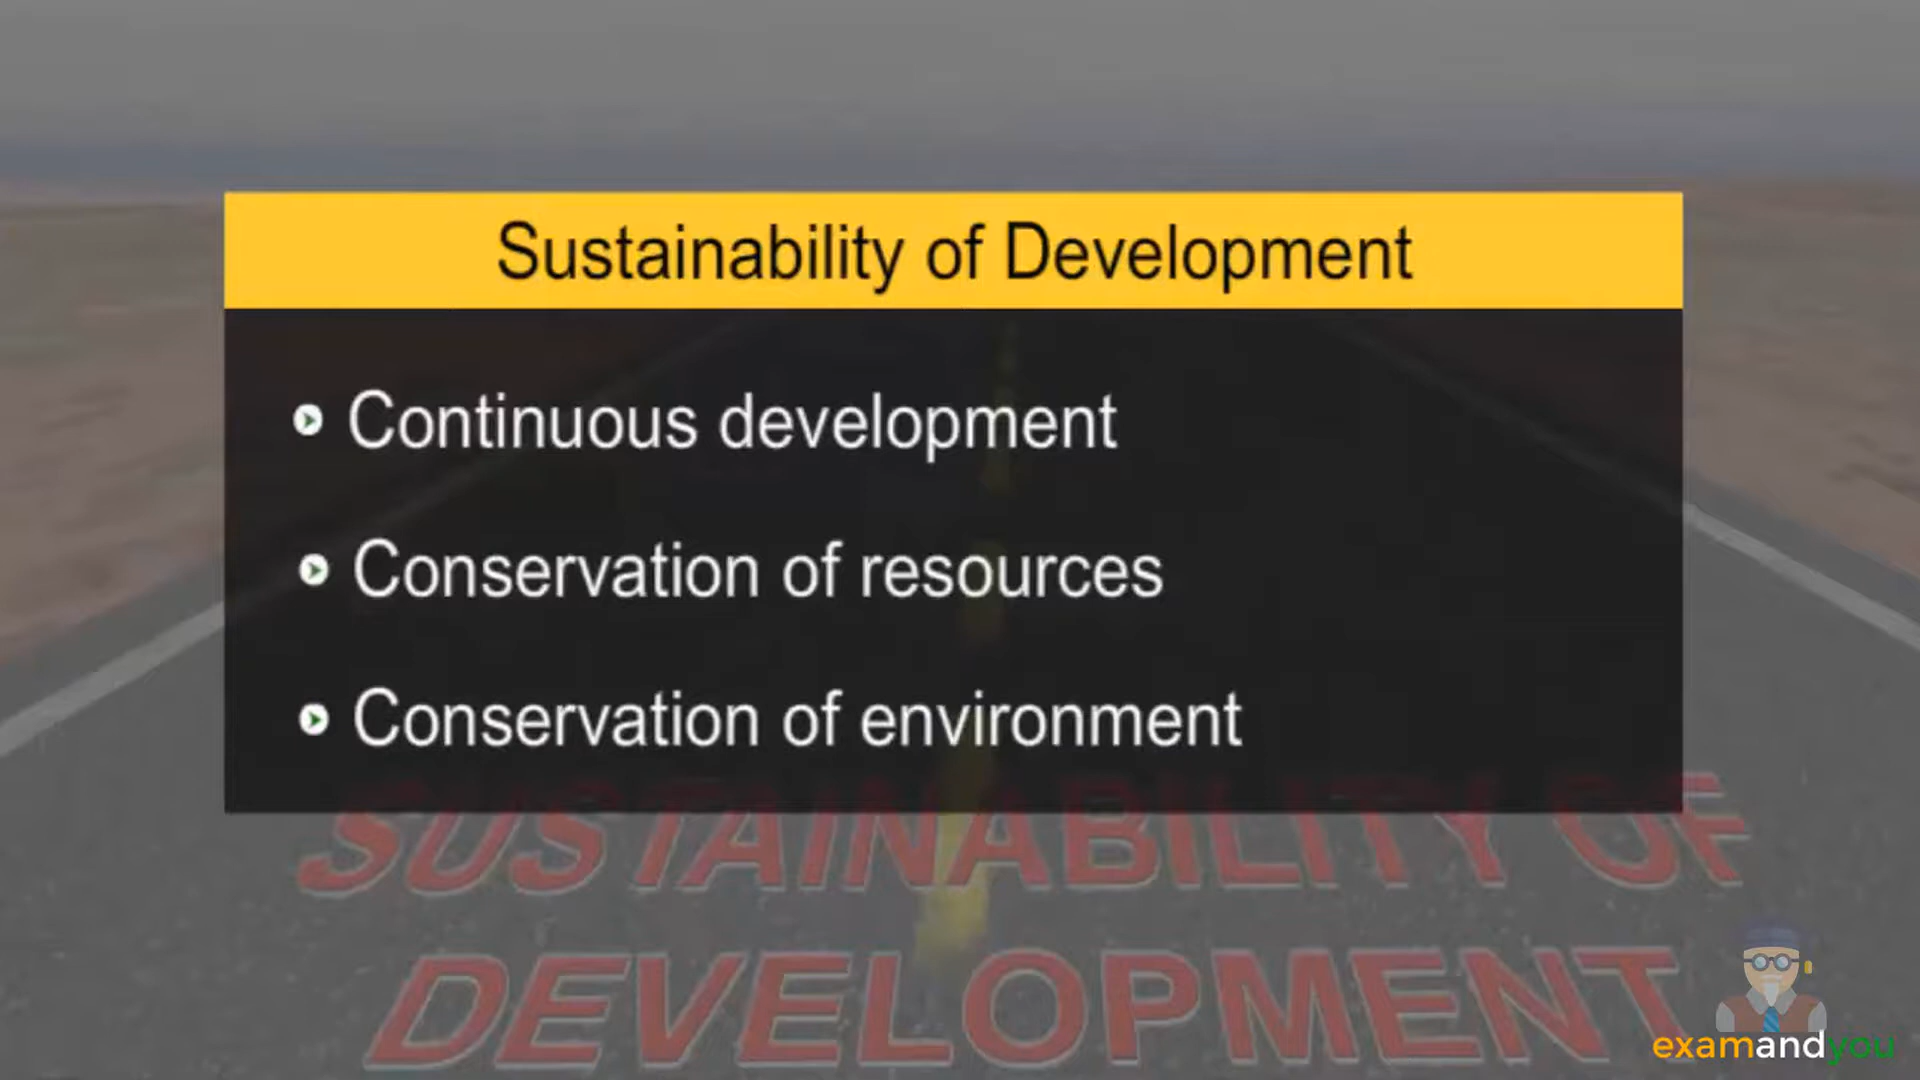 Sustainability of Development
Continuous development
Conservation of resources
Conservation of environment
SUSTAINABILITY OF
DEVELOPMENT
examandyou